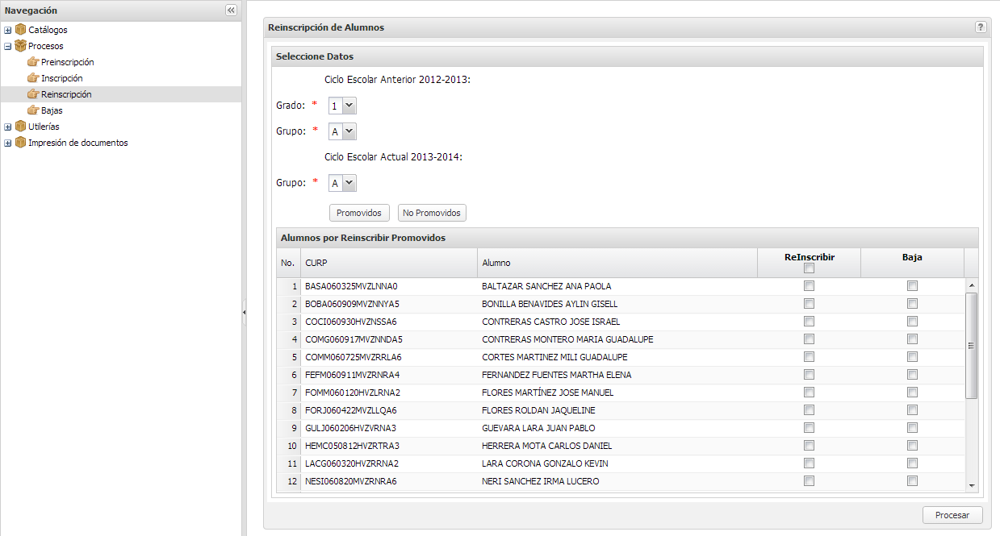 Navegación
Catálogos
Procesos
Preinscripción
Inscripción
Reinscripción
Bajas
Utilerías
Impresión de documentos
Reinscripción de Alumnos
?
Seleccione Datos
Ciclo Escolar Anterior 2012-2013:
Grado: * 1
Grupo: * A
Ciclo Escolar Actual 2013-2014:
Grupo: * A
Promovidos No Promovidos
Alumnos por Reinscribir Promovidos
No. CURP Alumno ReInscribir Baja
1 BASA060325MVZLNNA0 BALTAZAR SANCHEZ ANA PAOLA
2 BOBA060909MVZNNYA5 BONILLA BENAVIDES AYLIN GISELL
3 COCI060930HVZNSSA6 CONTRERAS CASTRO JOSE ISRAEL
4 COMG060917MVZNNDA5 CONTRERAS MONTERO MARIA GUADALUPE
5 COMM060725MVZRRLA6 CORTES MARTINEZ MILI GUADALUPE
6 FEFM060911MVZRNRA4 FERNANDEZ FUENTES MARTHA ELENA
7 FOMM060120HVZLRNA2 FLORES MARTÍNEZ JOSE MANUEL
8 FORJ060422MVZLLQA6 FLORES ROLDAN JAQUELINE
9 GULJ060206HVZVRNA3 GUEVARA LARA JUAN PABLO
10 HEMC050812HVZRTRA3 HERRERA MOTA CARLOS DANIEL
11 LACG060320HVZRRNA2 LARA CORONA GONZALO KEVIN
12 NESI060820MVZRNRA6 NERI SANCHEZ IRMA LUCERO
Procesar